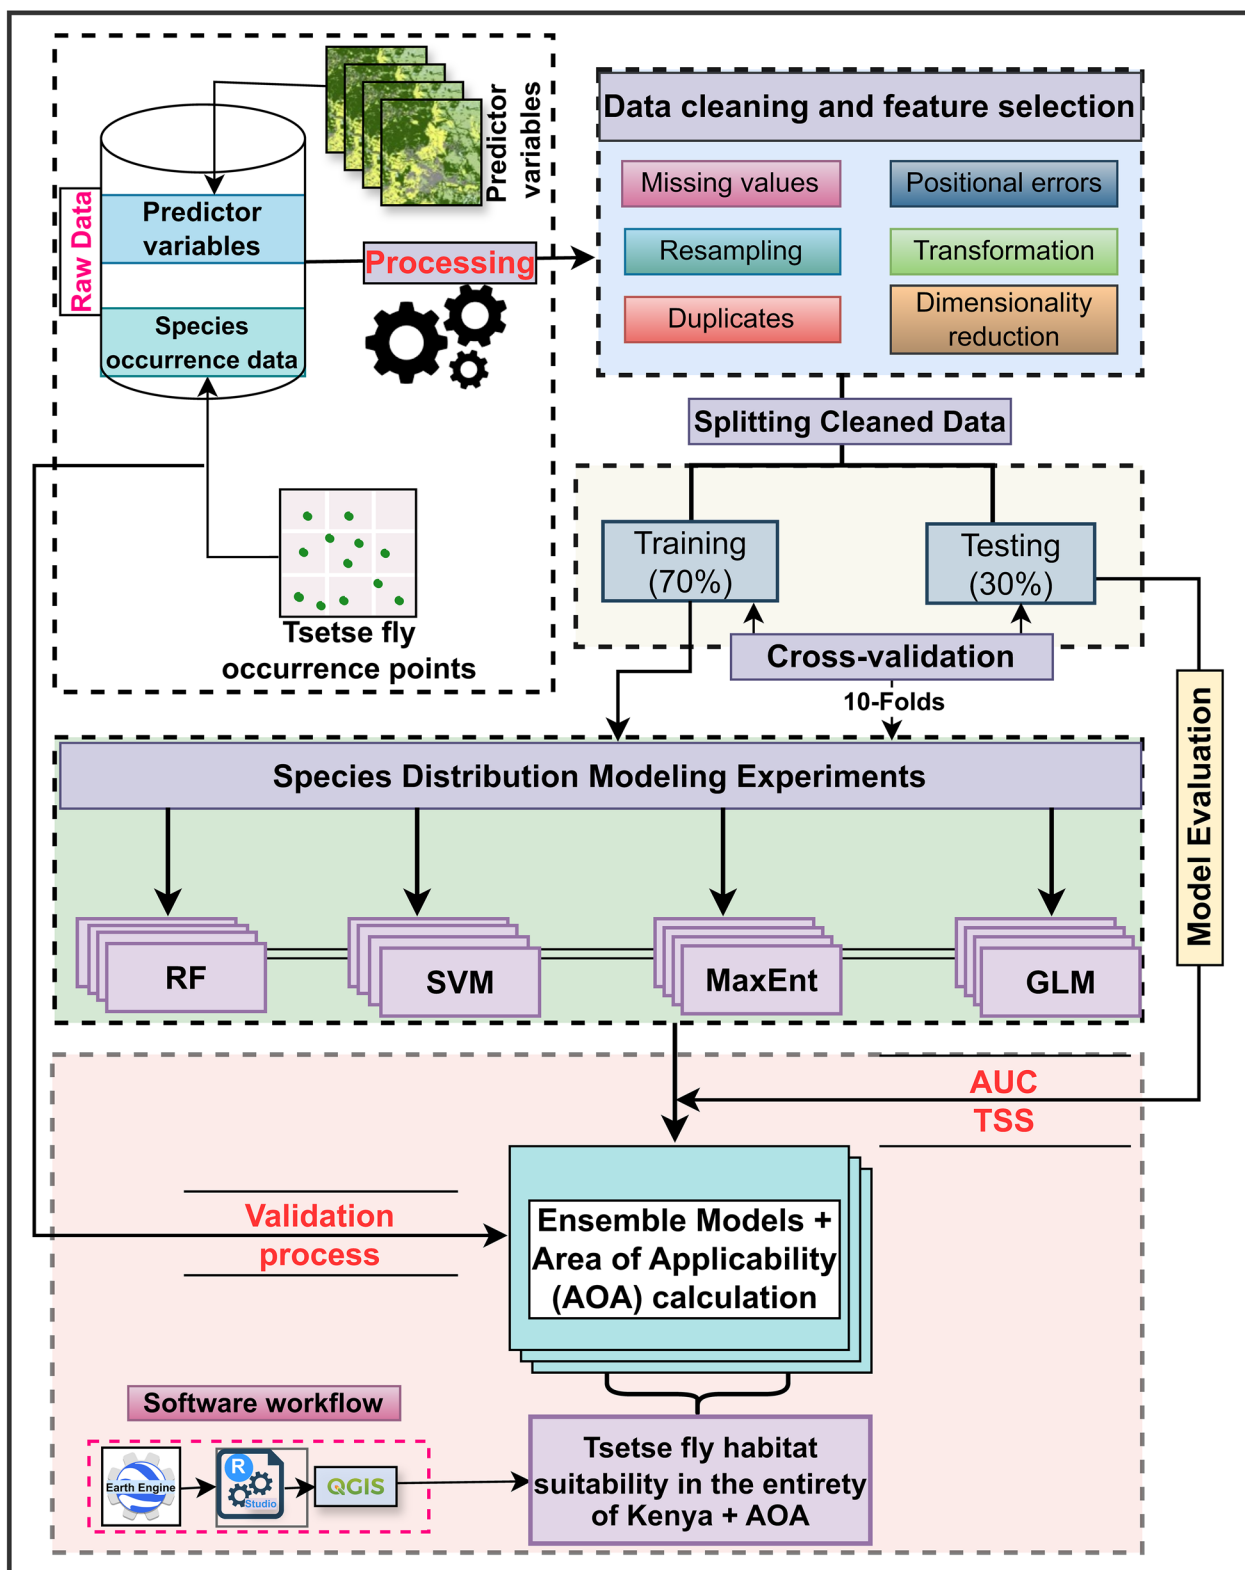 Predictor
variables
Raw Data
Predictor
variables
Species
occurrence data
Processing
Tsetse fly
occurrence points
Data cleaning and feature selection
Missing values
Positional errors
Resampling
Transformation
Duplicates
Dimensionality
reduction
Splitting Cleaned Data
Training
(70%)
Testing
(30%)
Cross-validation
10-Folds
Model Evaluation
Species Distribution Modeling Experiments
RF
SVM
MaxEnt
GLM
AUC
TSS
Validation
process
Ensemble Models +
Area of Applicability
(AOA) calculation
Software workflow
Earth Engine
R
Studio
QGIS
Tsetse fly habitat
suitability in the entirety
of Kenya + AOA